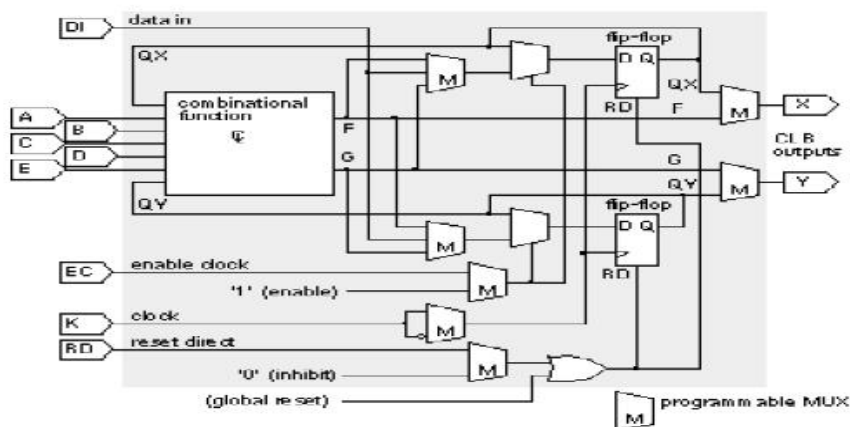 DI
data in
QX
combinational
function
A
B
C
D
E
F
G
QY
M
flip-flop
D Q
RD
QX
F
M
X
CLB
outputs
G
QY
M
Y
M
flip-flop
D Q
RD
EC
enable clock
'1' (enable)
M
K
clock
M
RD
reset direct
'0' (inhibit)
M
(global reset)
M
programmable MUX